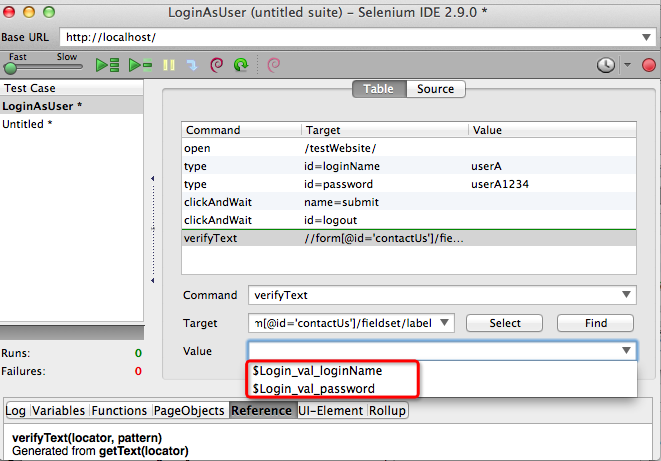 LoginAsUser (untitled suite) – Selenium IDE 2.9.0 *
Base URL http://localhost/
Fast Slow
Test Case
LoginAsUser *
Untitled *
Table Source
Command Target Value
open /testWebsite/
type id=loginName userA
type id=password userA1234
clickAndWait name=submit
clickAndWait id=logout
verifyText //form[@id='contactUs']/fie...
Command verifyText
Target m[@id='contactUs']/fieldset/label Select Find
Value
$Login_val_loginName
$Login_val_password
Runs: 0
Failures: 0
Log Variables Functions PageObjects Reference UI-Element Rollup
verifyText(locator, pattern)
Generated from getText(locator)